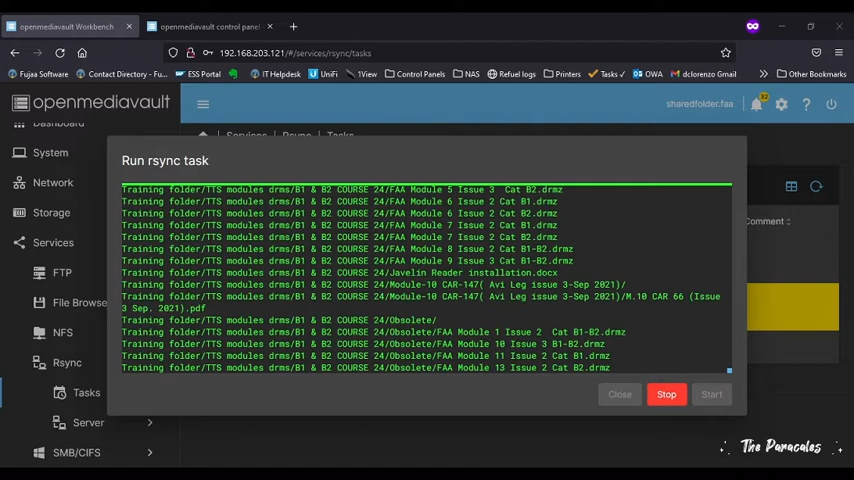 openmediavault Workbench
openmediavault control panel
192.168.203.121/#/services/rsync/tasks
Fujaa Software
Contact Directory - Fu...
ESS Portal
IT Helpdesk
UniFi
1View
Control Panels
NAS
Refuel logs
Printers
Tasks ✓
OWA
dclorenzo Gmail
Other Bookmarks
openmediavault
sharedfolder.faa
32
Dashboard
Services
Rsync
Tasks
System
Network
Storage
Services
FTP
File Browse
NFS
Rsync
Tasks
Server
SMB/CIFS
Comment
Run rsync task
Training folder/TTS modules drms/B1 & B2 COURSE 24/FAA Module 5 Issue 3  Cat B2.drmz
Training folder/TTS modules drms/B1 & B2 COURSE 24/FAA Module 6 Issue 2 Cat B1.drmz
Training folder/TTS modules drms/B1 & B2 COURSE 24/FAA Module 6 Issue 2 Cat B2.drmz
Training folder/TTS modules drms/B1 & B2 COURSE 24/FAA Module 7 Issue 2 Cat B1.drmz
Training folder/TTS modules drms/B1 & B2 COURSE 24/FAA Module 7 Issue 2 Cat B2.drmz
Training folder/TTS modules drms/B1 & B2 COURSE 24/FAA Module 8 Issue 2 Cat B1-B2.drmz
Training folder/TTS modules drms/B1 & B2 COURSE 24/FAA Module 9 Issue 3 Cat B1-B2.drmz
Training folder/TTS modules drms/B1 & B2 COURSE 24/Javelin Reader installation.docx
Training folder/TTS modules drms/B1 & B2 COURSE 24/Module-10 CAR-147( Avi Leg issue 3-Sep 2021)/
Training folder/TTS modules drms/B1 & B2 COURSE 24/Module-10 CAR-147( Avi Leg issue 3-Sep 2021)/M.10 CAR 66 (Issue
3 Sep. 2021).pdf
Training folder/TTS modules drms/B1 & B2 COURSE 24/Obsolete/
Training folder/TTS modules drms/B1 & B2 COURSE 24/Obsolete/FAA Module 1 Issue 2  Cat B1-B2.drmz
Training folder/TTS modules drms/B1 & B2 COURSE 24/Obsolete/FAA Module 10 Issue 3 B1-B2.drmz
Training folder/TTS modules drms/B1 & B2 COURSE 24/Obsolete/FAA Module 11 Issue 2 Cat B1.drmz
Training folder/TTS modules drms/B1 & B2 COURSE 24/Obsolete/FAA Module 13 Issue 2 Cat B2.drmz
Close
Stop
Start
The Paracales